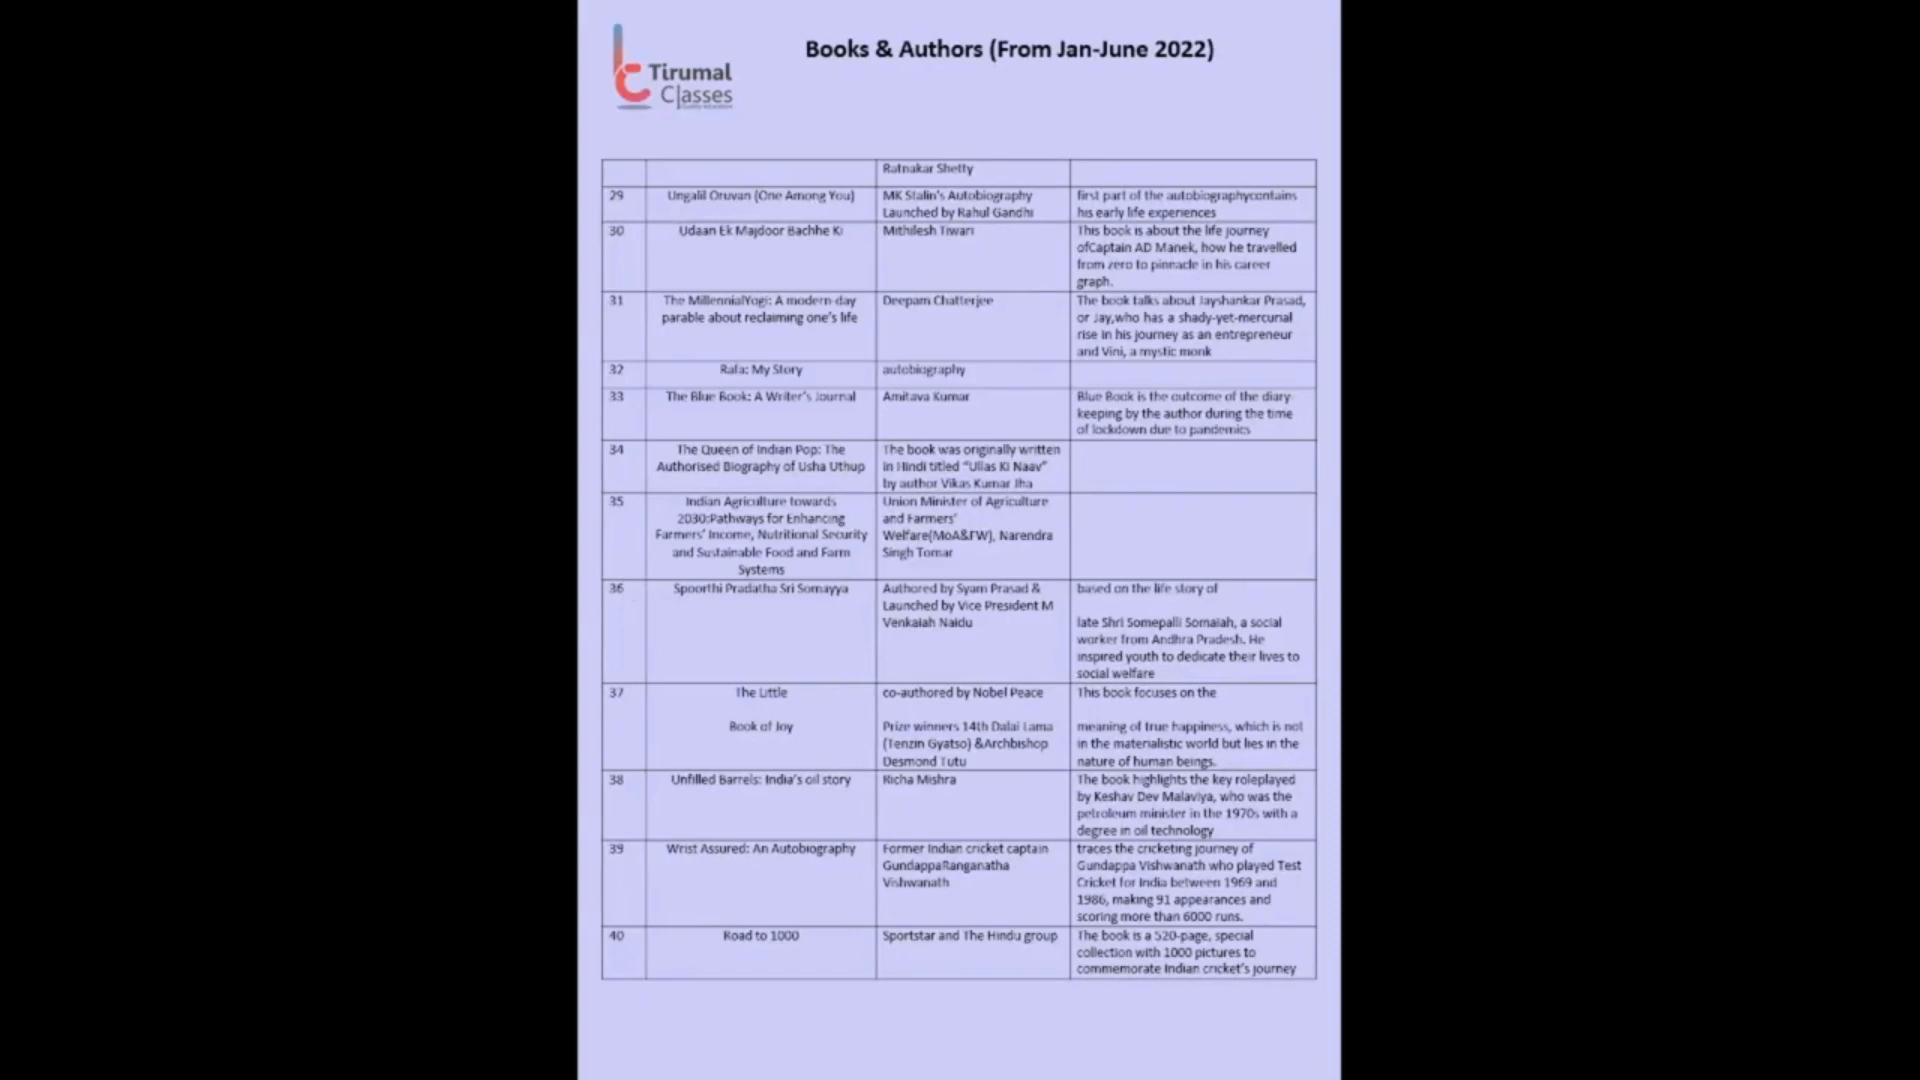 Books & Authors (From Jan-June 2022)
Tirumal
Classes
Ratnakar Shetty
29
Ungalil Oruvan (One Among You)
MK Stalin's Autobiography
Launched by Rahul Gandhi
first part of the autobiographycontains
his early life experiences
30
Udaan Ek Majdoor Bachhe Ki
Mithilesh Tiwari
This book is about the life journey
ofCaptain AD Manek, how he travelled
from zero to pinnacle in his career
graph.
31
The MillennialYogi: A modern-day
parable about reclaiming one's life
Deepam Chatterjee
The book talks about Jayshankar Prasad,
or Jay,who has a shady-yet-mercurial
rise in his journey as an entrepreneur
and Vini, a mystic monk
32
Rafa: My Story
autobiography
33
The Blue Book: A Writer's Journal
Amitava Kumar
Blue Book is the outcome of the diary-
keeping by the author during the time
of lockdown due to pandemics
34
The Queen of Indian Pop: The
Authorised Biography of Usha Uthup
The book was originally written
in Hindi titled "Ullas Ki Naav"
by author Vikas Kumar Jha
35
Indian Agriculture towards
2030:Pathways for Enhancing
Farmers' Income, Nutritional Security
and Sustainable Food and Farm
Systems
Union Minister of Agriculture
and Farmers'
Welfare(MoA&FW), Narendra
Singh Tomar
36
Spoorthi Pradatha Sri Somayya
Authored by Syam Prasad &
Launched by Vice President M
Venkaiah Naidu
based on the life story of
late Shri Somepalli Somaiah, a social
worker from Andhra Pradesh. He
inspired youth to dedicate their lives to
social welfare
37
The Little
Book of Joy
co-authored by Nobel Peace
Prize winners 14th Dalai Lama
(Tenzin Gyatso) &Archbishop
Desmond Tutu
This book focuses on the
meaning of true happiness, which is not
in the materialistic world but lies in the
nature of human beings.
38
Unfilled Barrels: India's oil story
Richa Mishra
The book highlights the key roleplayed
by Keshav Dev Malaviya, who was the
petroleum minister in the 1970s with a
degree in oil technology
39
Wrist Assured: An Autobiography
Former Indian cricket captain
GundappaRanganatha
Vishwanath
traces the cricketing journey of
Gundappa Vishwanath who played Test
Cricket for India between 1969 and
1986, making 91 appearances and
scoring more than 6000 runs.
40
Road to 1000
Sportstar and The Hindu group
The book is a 520-page, special
collection with 1000 pictures to
commemorate Indian cricket's journey